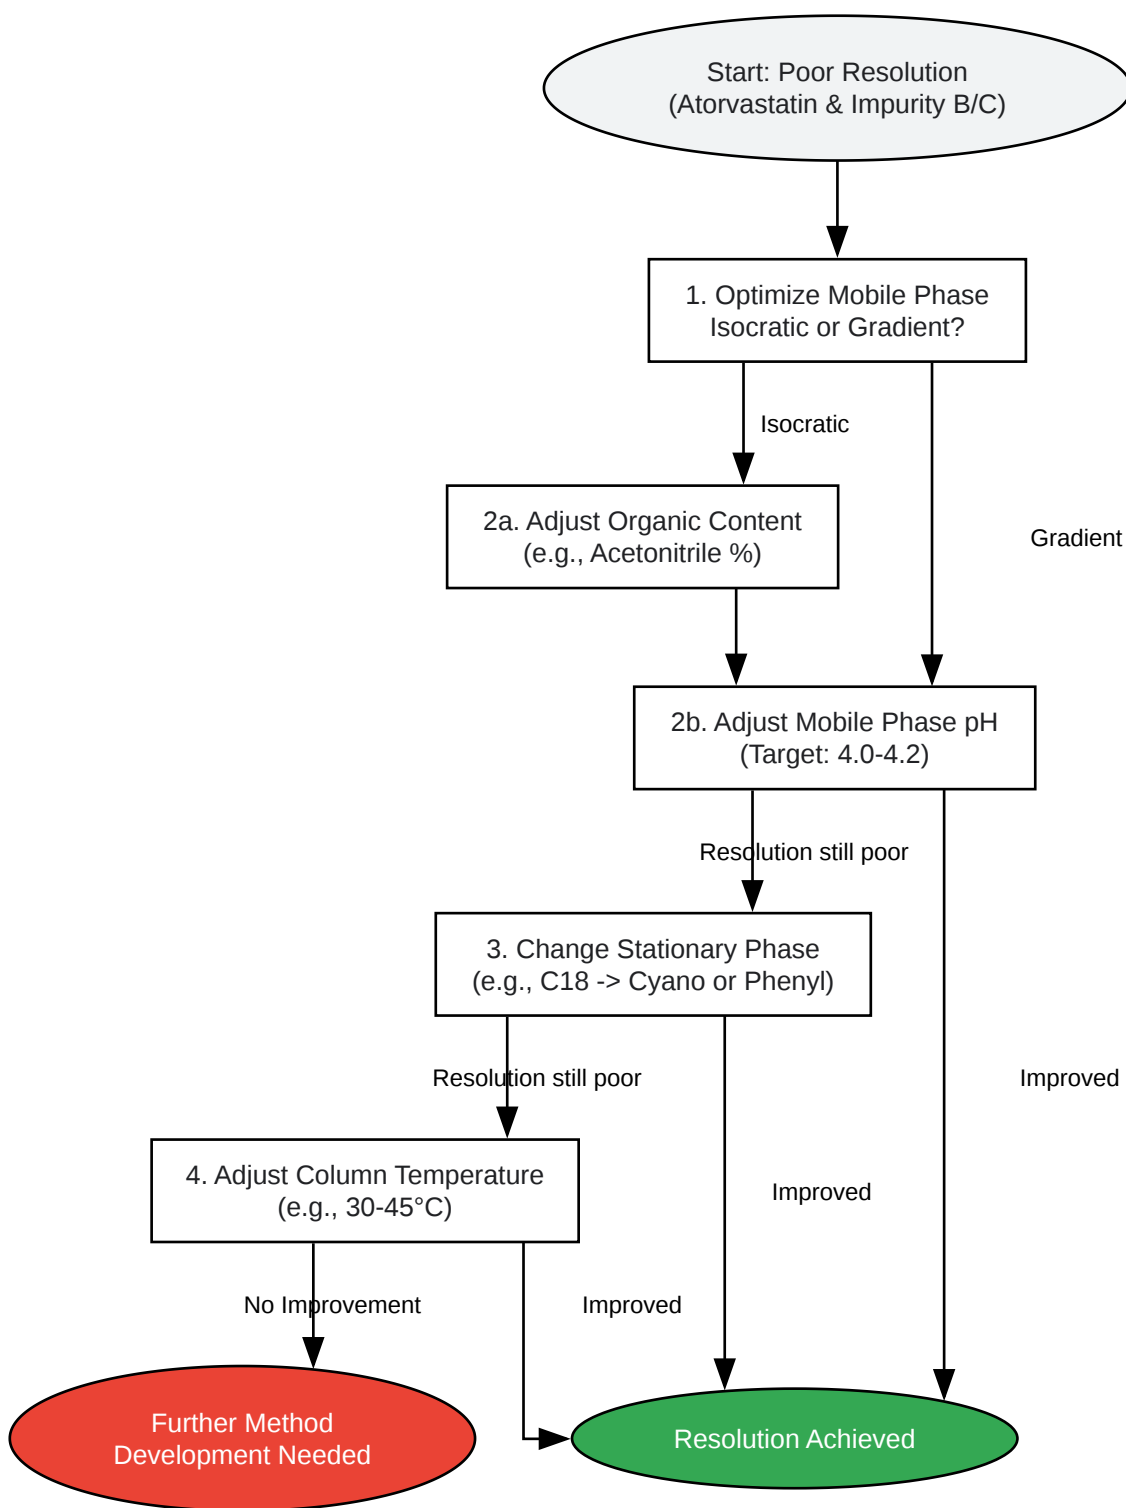 Start: Poor Resolution
(Atorvastatin & Impurity B/C)
1. Optimize Mobile Phase
Isocratic or Gradient?
Isocratic
2a. Adjust Organic Content
(e.g., Acetonitrile %)
Gradient
2b. Adjust Mobile Phase pH
(Target: 4.0-4.2)
Resolution still poor
3. Change Stationary Phase
(e.g., C18 -> Cyano or Phenyl)
Resolution still poor
Improved
4. Adjust Column Temperature
(e.g., 30-45°C)
Improved
No Improvement
Improved
Further Method
Development Needed
Resolution Achieved